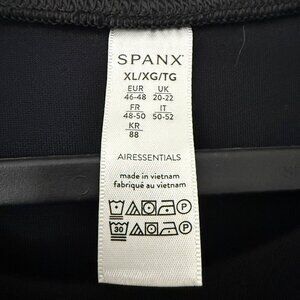 SPANX
XL/XG/TG
EUR UK
46-48 20-22
FR IT
48-50 50-52
KR
88
AIRESSENTIALS
made in vietnam
fabriqué au vietnam
P
30 P